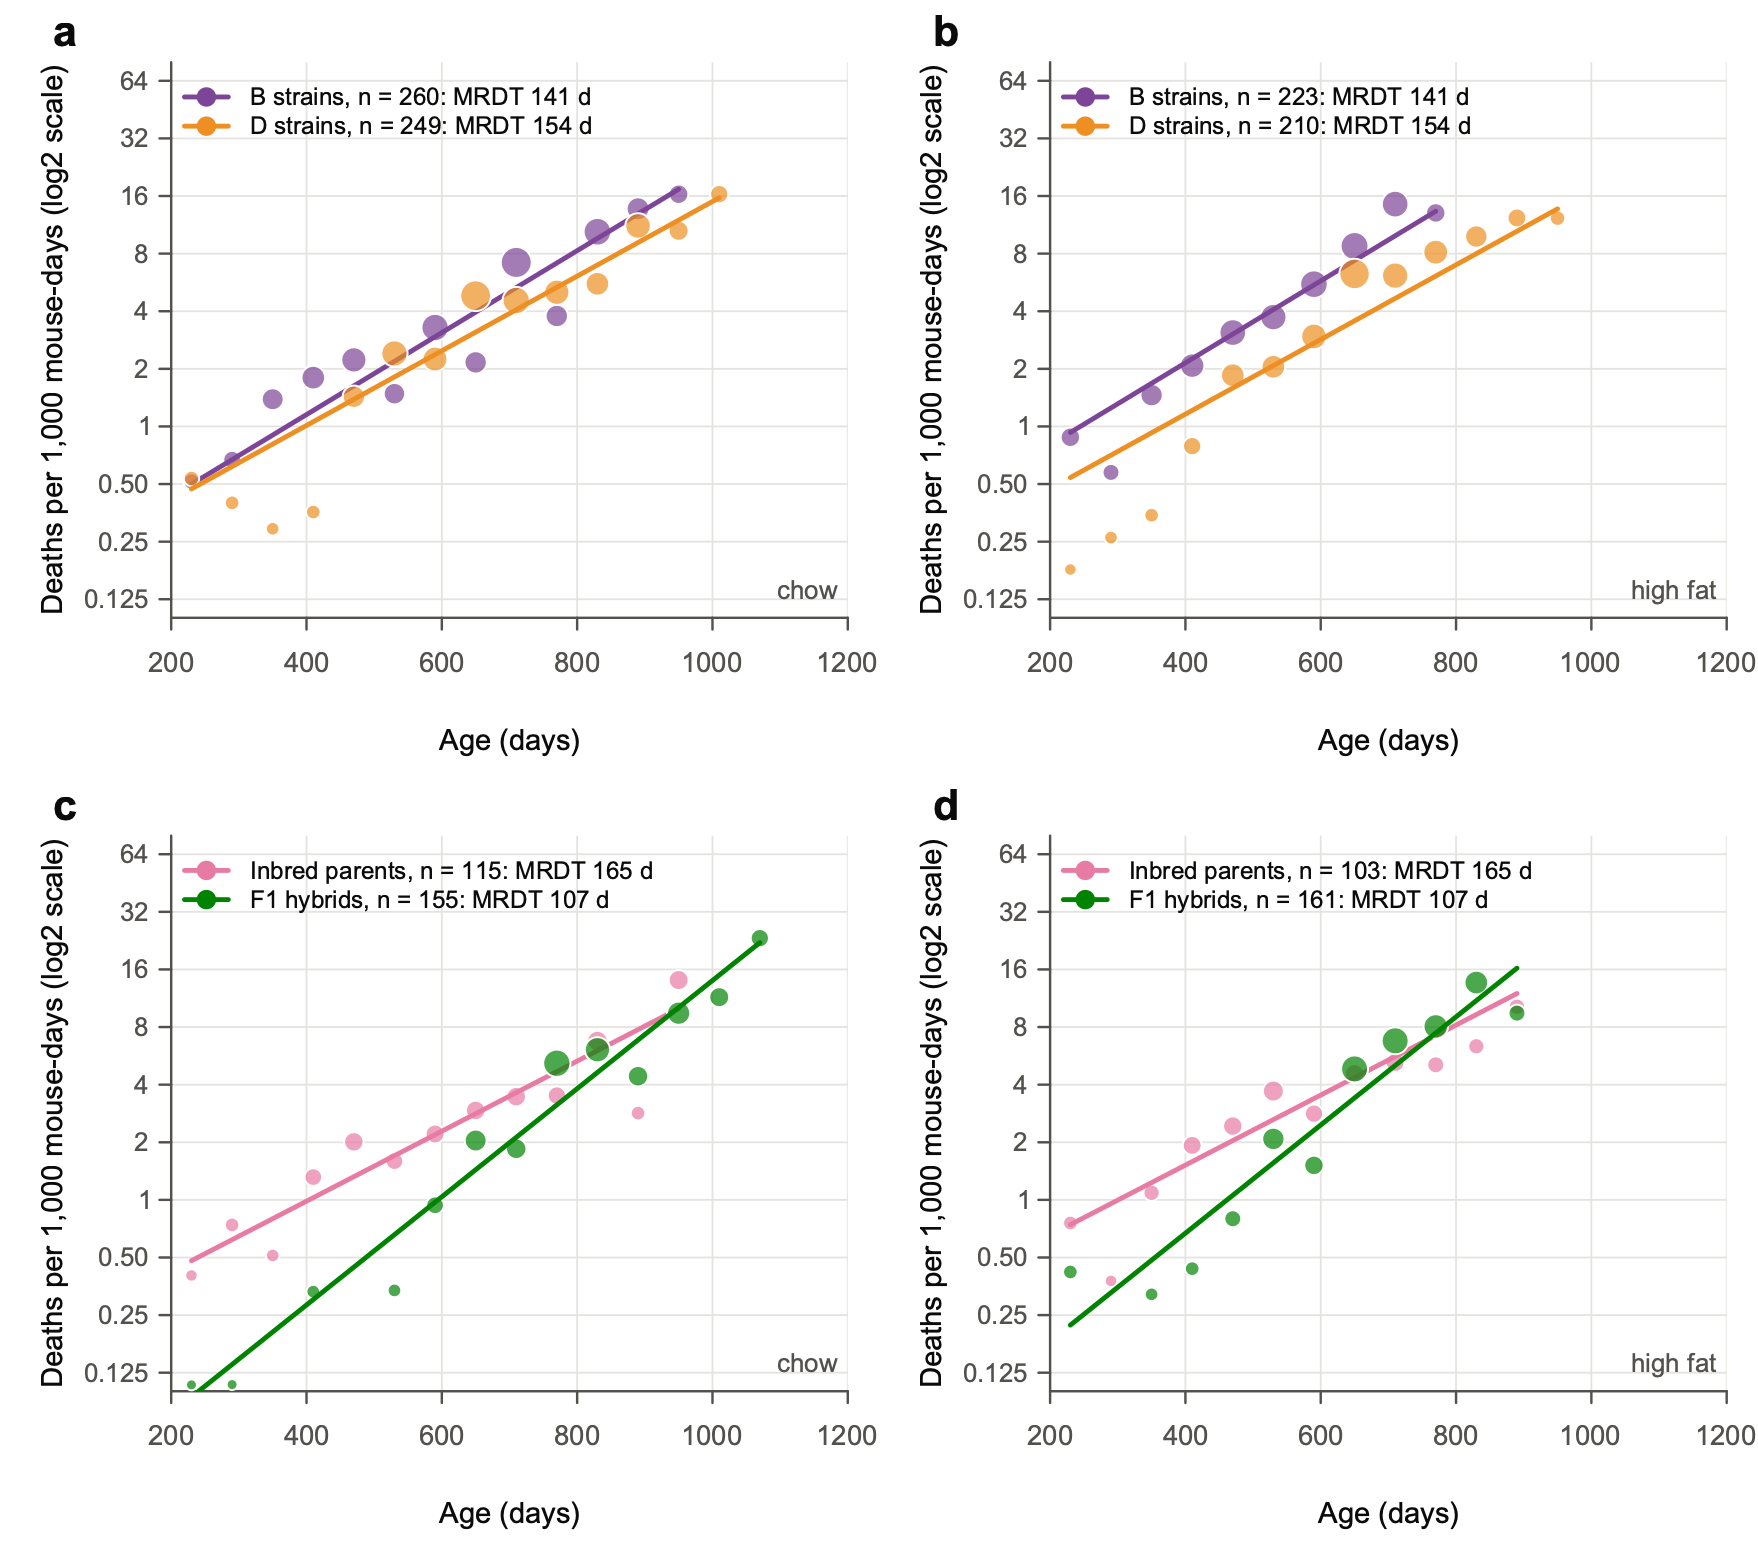 a
Deaths per 1,000 mouse-days (log2 scale)
64
32
16
8
4
2
1
0.50
0.25
0.125
B strains, n = 260: MRDT 141 d
D strains, n = 249: MRDT 154 d
chow
200 400 600 800 1000 1200
Age (days)
b
Deaths per 1,000 mouse-days (log2 scale)
64
32
16
8
4
2
1
0.50
0.25
0.125
B strains, n = 223: MRDT 141 d
D strains, n = 210: MRDT 154 d
high fat
200 400 600 800 1000 1200
Age (days)
c
Deaths per 1,000 mouse-days (log2 scale)
64
32
16
8
4
2
1
0.50
0.25
0.125
Inbred parents, n = 115: MRDT 165 d
F1 hybrids, n = 155: MRDT 107 d
chow
200 400 600 800 1000 1200
Age (days)
d
Deaths per 1,000 mouse-days (log2 scale)
64
32
16
8
4
2
1
0.50
0.25
0.125
Inbred parents, n = 103: MRDT 165 d
F1 hybrids, n = 161: MRDT 107 d
high fat
200 400 600 800 1000 1200
Age (days)